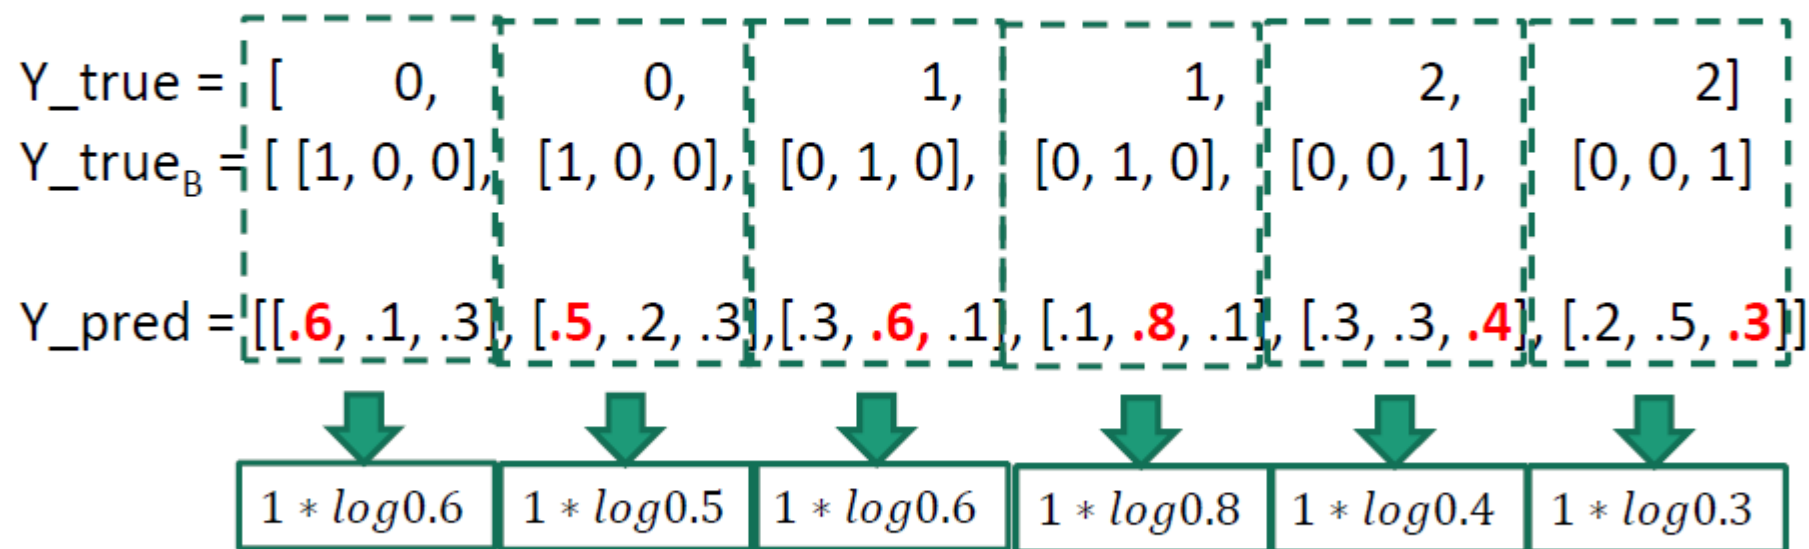 Y_true = [ 0, 0, 1, 1, 2, 2]
Y_true_B = [ [1, 0, 0], [1, 0, 0], [0, 1, 0], [0, 1, 0], [0, 0, 1], [0, 0, 1]
Y_pred = [[.6, .1, .3], [.5, .2, .3],[.3, .6, .1], [.1, .8, .1], [.3, .3, .4], [.2, .5, .3]]
1 * log0.6 1 * log0.5 1 * log0.6 1 * log0.8 1 * log0.4 1 * log0.3